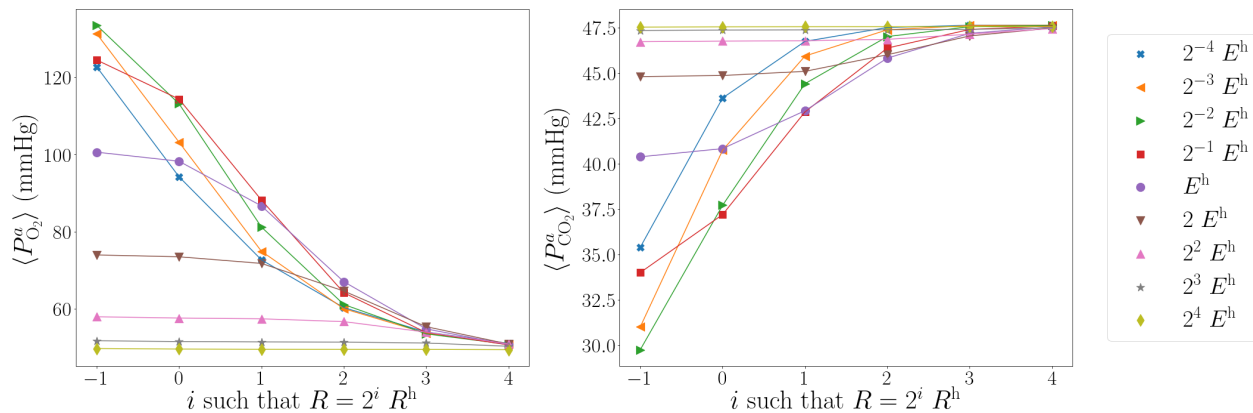 ⟨P^a_{O_2}⟩ (mmHg)
120
100
80
60
−1 0 1 2 3 4
i such that R = 2^i R^h
⟨P^a_{CO_2}⟩ (mmHg)
47.5
45.0
42.5
40.0
37.5
35.0
32.5
30.0
−1 0 1 2 3 4
i such that R = 2^i R^h
2^{−4} E^h
2^{−3} E^h
2^{−2} E^h
2^{−1} E^h
E^h
2 E^h
2^2 E^h
2^3 E^h
2^4 E^h